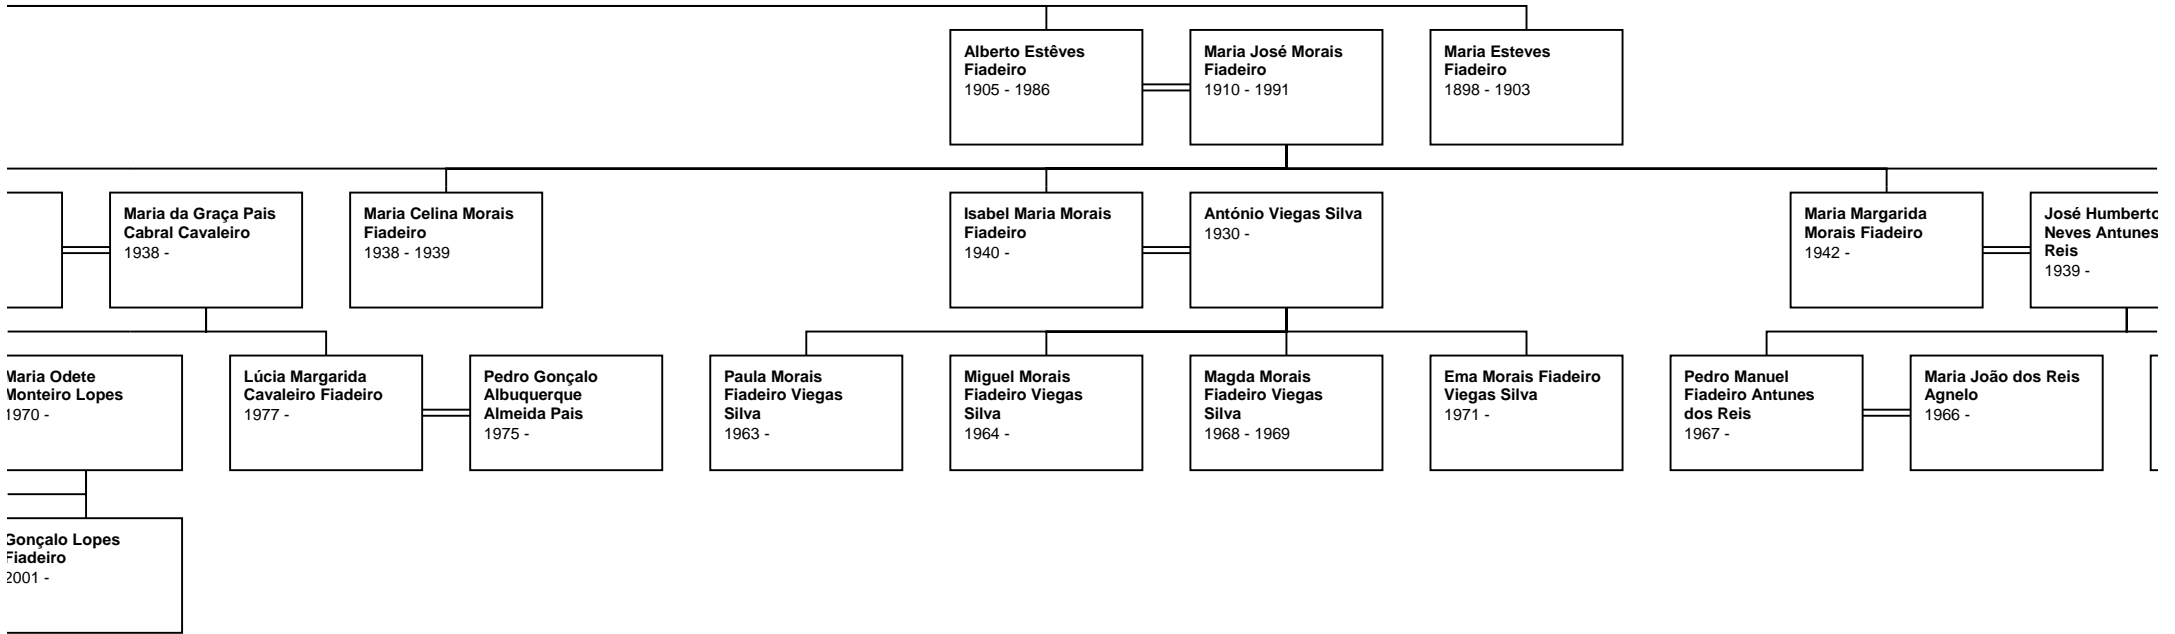 Alberto Estêves
Fiadeiro
1905 - 1986
Maria José Morais
Fiadeiro
1910 - 1991
Maria Esteves
Fiadeiro
1898 - 1903
Maria da Graça Pais
Cabral Cavaleiro
1938 -
Maria Celina Morais
Fiadeiro
1938 - 1939
Isabel Maria Morais
Fiadeiro
1940 -
António Viegas Silva
1930 -
Maria Margarida
Morais Fiadeiro
1942 -
José Humberto
Neves Antunes
Reis
1939 -
Maria Odete
Monteiro Lopes
1970 -
Lúcia Margarida
Cavaleiro Fiadeiro
1977 -
Pedro Gonçalo
Albuquerque
Almeida Pais
1975 -
Paula Morais
Fiadeiro Viegas
Silva
1963 -
Miguel Morais
Fiadeiro Viegas
Silva
1964 -
Magda Morais
Fiadeiro Viegas
Silva
1968 - 1969
Ema Morais Fiadeiro
Viegas Silva
1971 -
Pedro Manuel
Fiadeiro Antunes
dos Reis
1967 -
Maria João dos Reis
Agnelo
1966 -
Gonçalo Lopes
Fiadeiro
2001 -